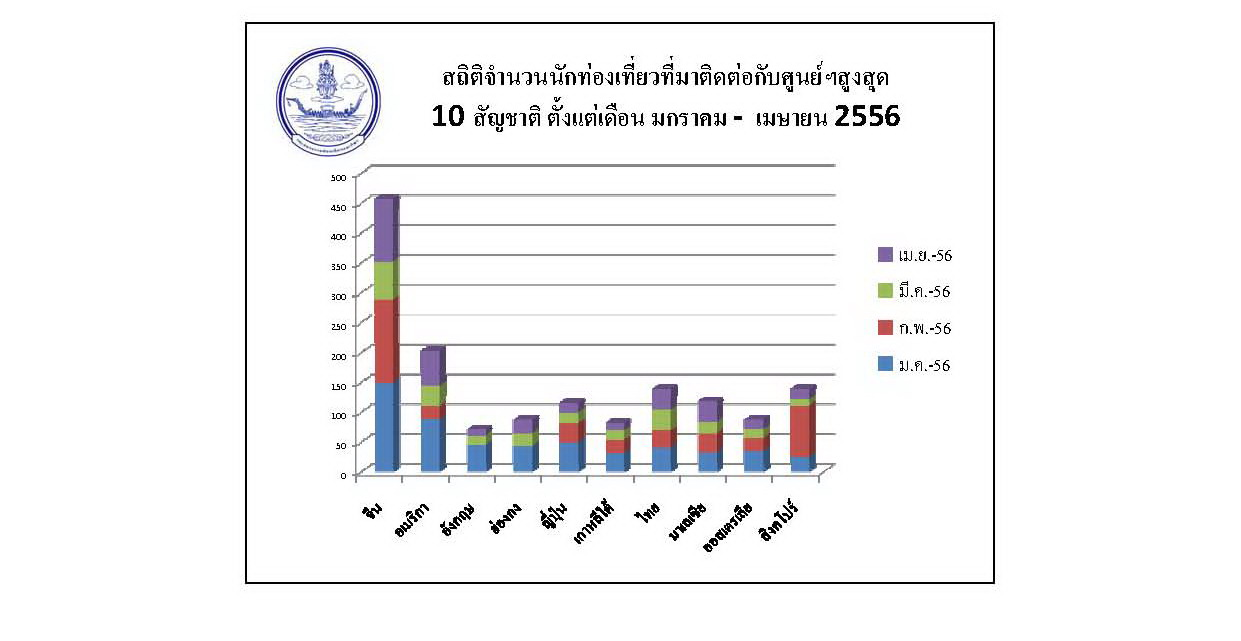 สถิติจำนวนนักท่องเที่ยวที่มาติดต่อกับศูนย์ฯสูงสุด
10 สัญชาติ ตั้งแต่เดือน มกราคม - เมษายน 2556
500
450
400
350
300
250
200
150
100
50
0
เม.ย.-56
มี.ค.-56
ก.พ.-56
ม.ค.-56
จีน
อเมริกา
อังกฤษ
ฮ่องกง
ญี่ปุ่น
เกาหลีใต้
ไทย
มาเลเซีย
ออสเตรเลีย
สิงคโปร์